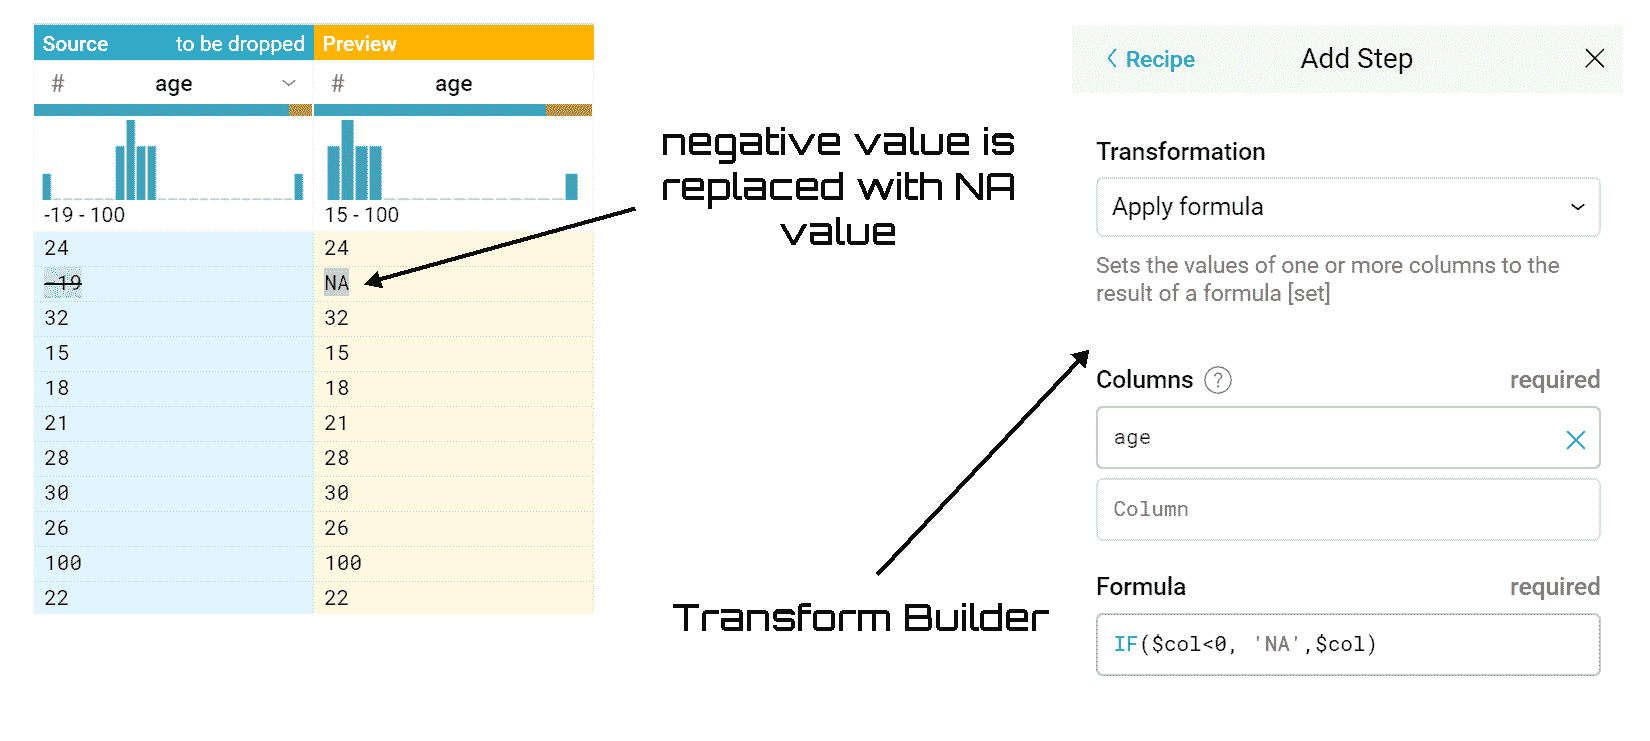 Source to be dropped Preview
# age # age
-19 - 100 15 - 100
24 24
-19 NA
32 32
15 15
18 18
21 21
28 28
30 30
26 26
100 100
22 22
negative value is
replaced with NA
value
Transform Builder
Recipe Add Step
Transformation
Apply formula
Sets the values of one or more columns to the
result of a formula [set]
Columns ? required
age
Column
Formula required
IF($col<0, 'NA',$col)